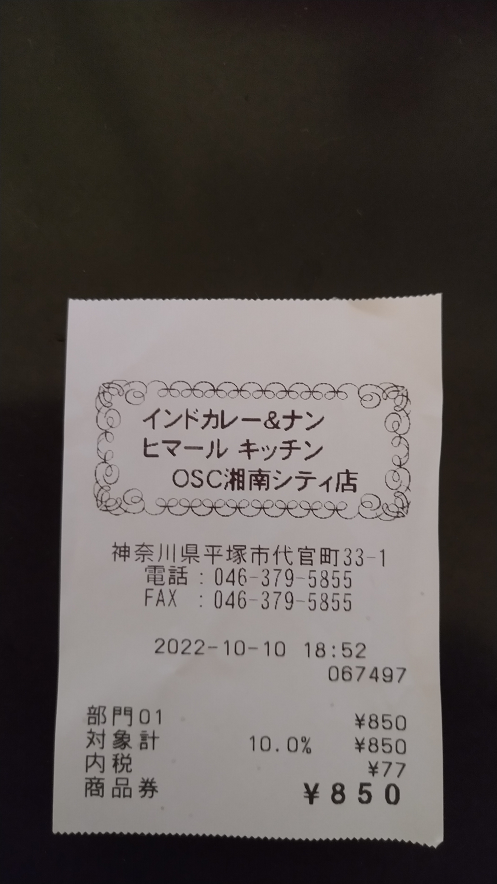 インドカレー&ナン
ヒマール キッチン
OSC湘南シティ店
神奈川県平塚市代官町33-1
電話：046-379-5855
FAX ：046-379-5855
2022-10-10 18:52
067497
部門01 ¥850
対象計 10.0% ¥850
内税 ¥77
商品券 ¥850